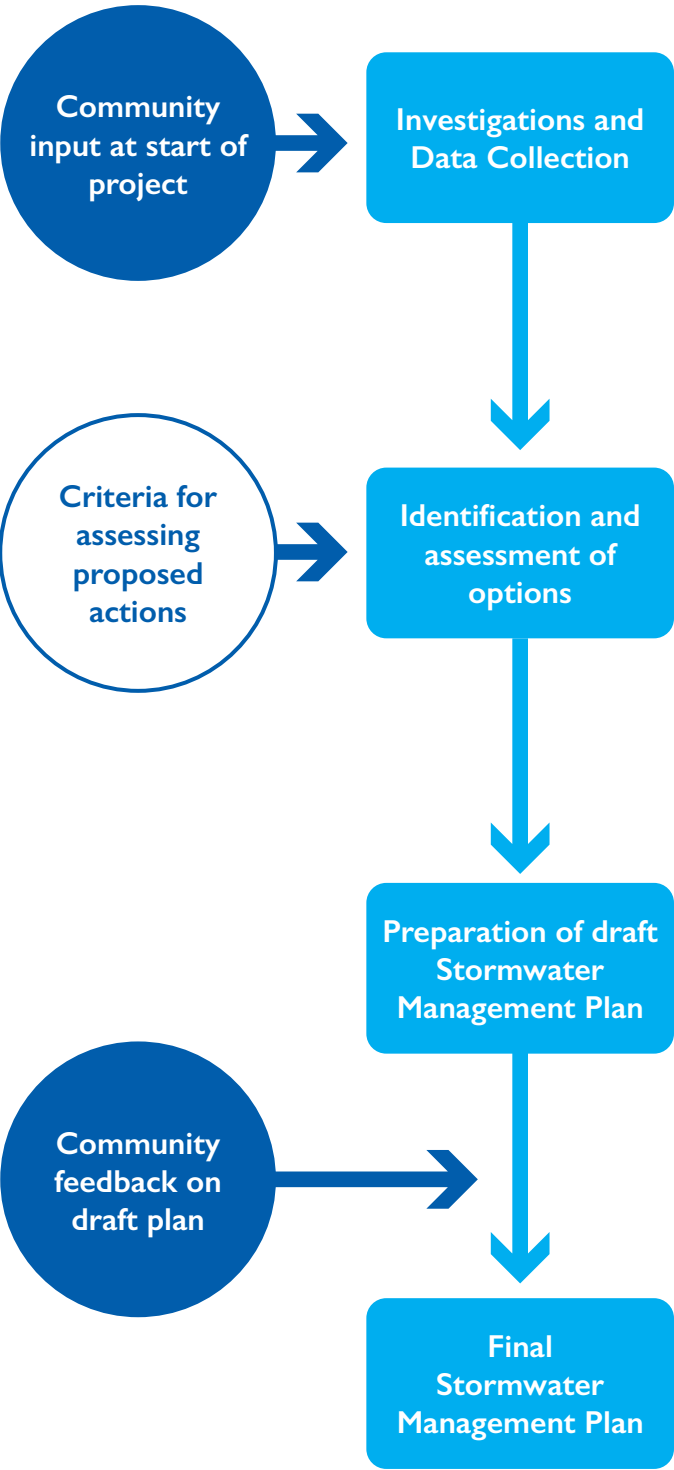 Community
input at start of
project
Investigations and
Data Collection
Criteria for
assessing
proposed
actions
Identification and
assessment of
options
Preparation of draft
Stormwater
Management Plan
Community
feedback on
draft plan
Final
Stormwater
Management Plan